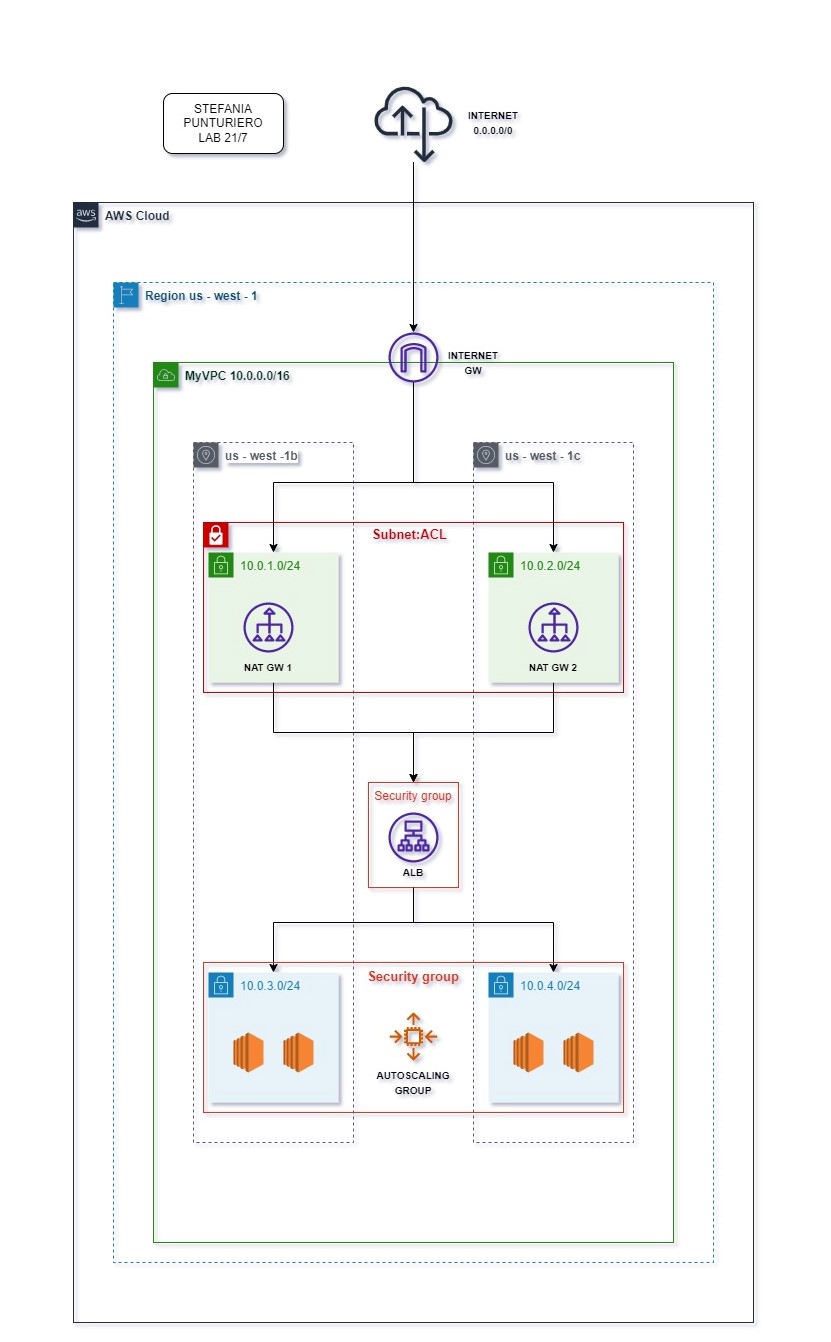 STEFANIA
PUNTURIERO
LAB 21/7
INTERNET
0.0.0.0/0
aws
AWS Cloud
Region us - west - 1
INTERNET
GW
MyVPC 10.0.0.0/16
us - west -1b
us - west - 1c
Subnet:ACL
10.0.1.0/24
10.0.2.0/24
NAT GW 1
NAT GW 2
Security group
ALB
Security group
10.0.3.0/24
10.0.4.0/24
AUTOSCALING
GROUP